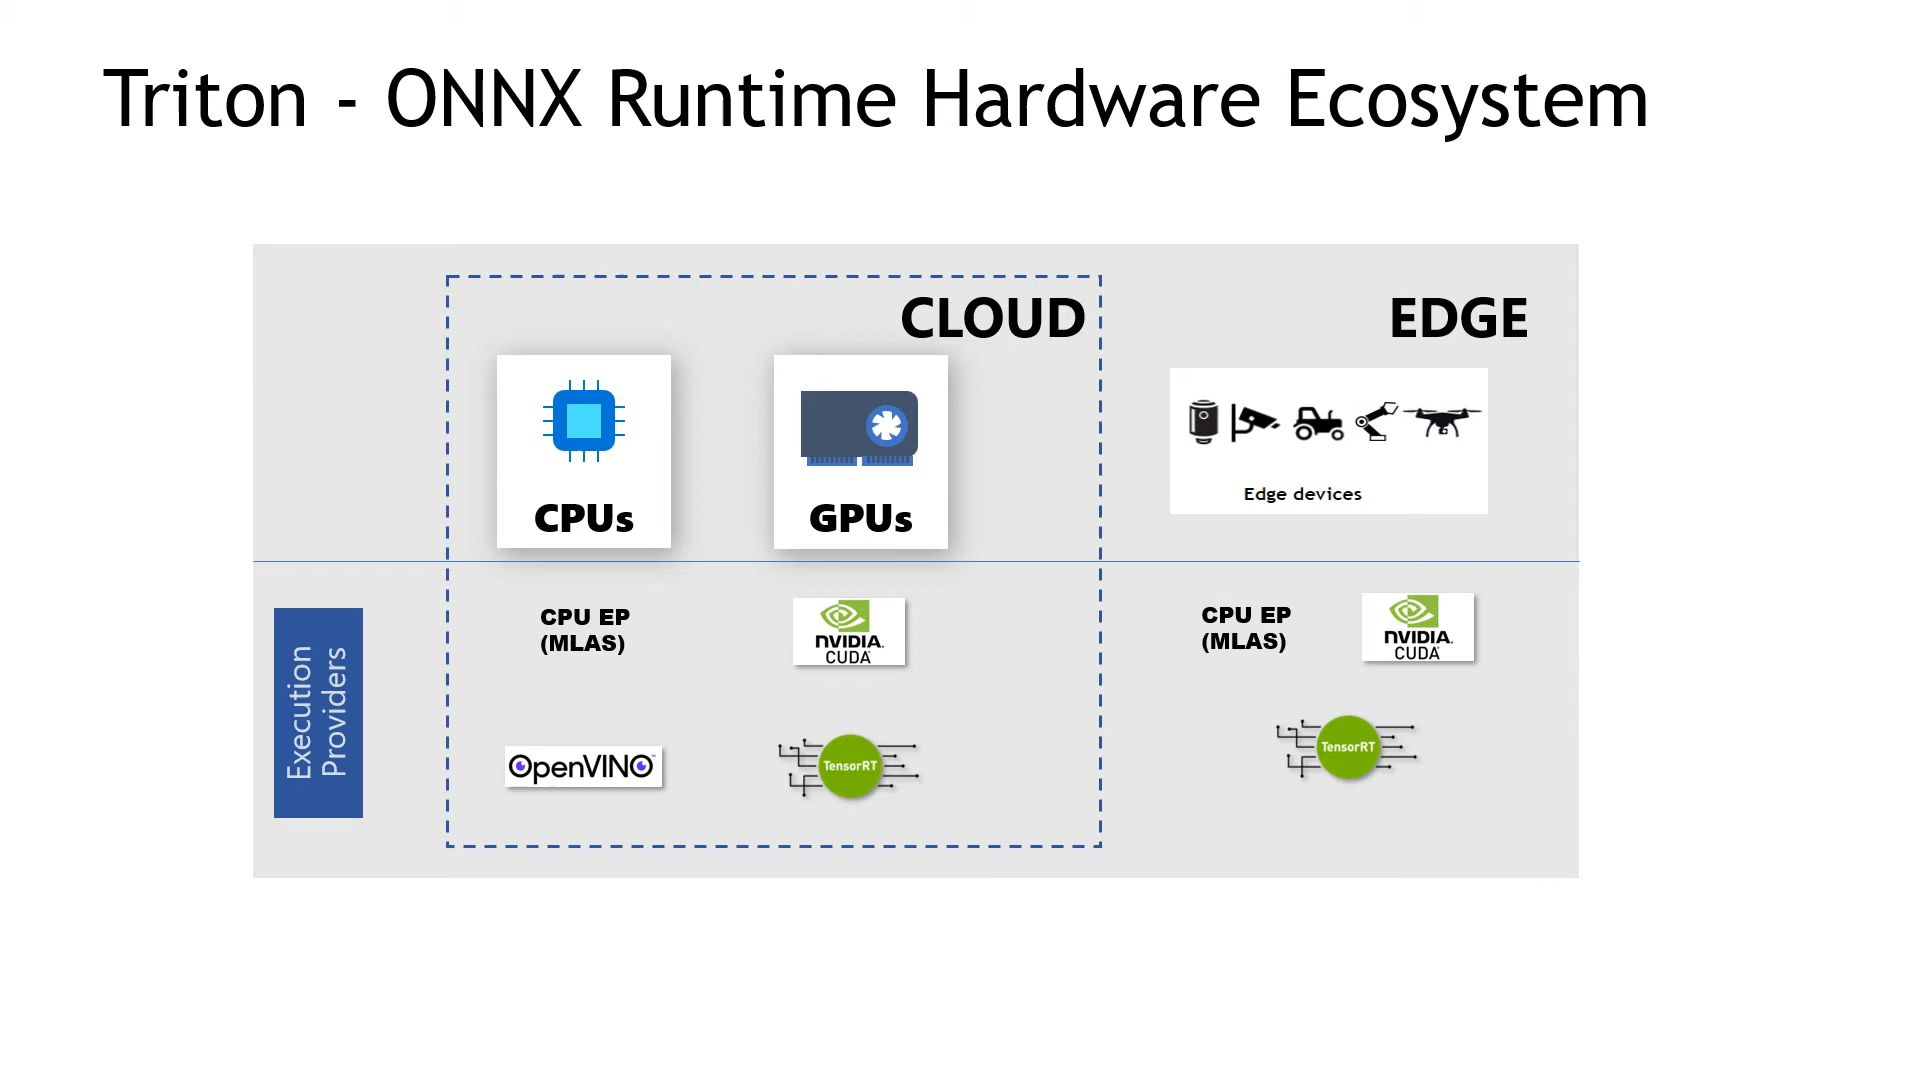 Triton - ONNX Runtime Hardware Ecosystem
CLOUD
EDGE
CPUs
GPUs
Edge devices
Execution
Providers
CPU EP
(MLAS)
NVIDIA.
CUDA
CPU EP
(MLAS)
NVIDIA.
CUDA
OpenVINO™
TensorRT
TensorRT